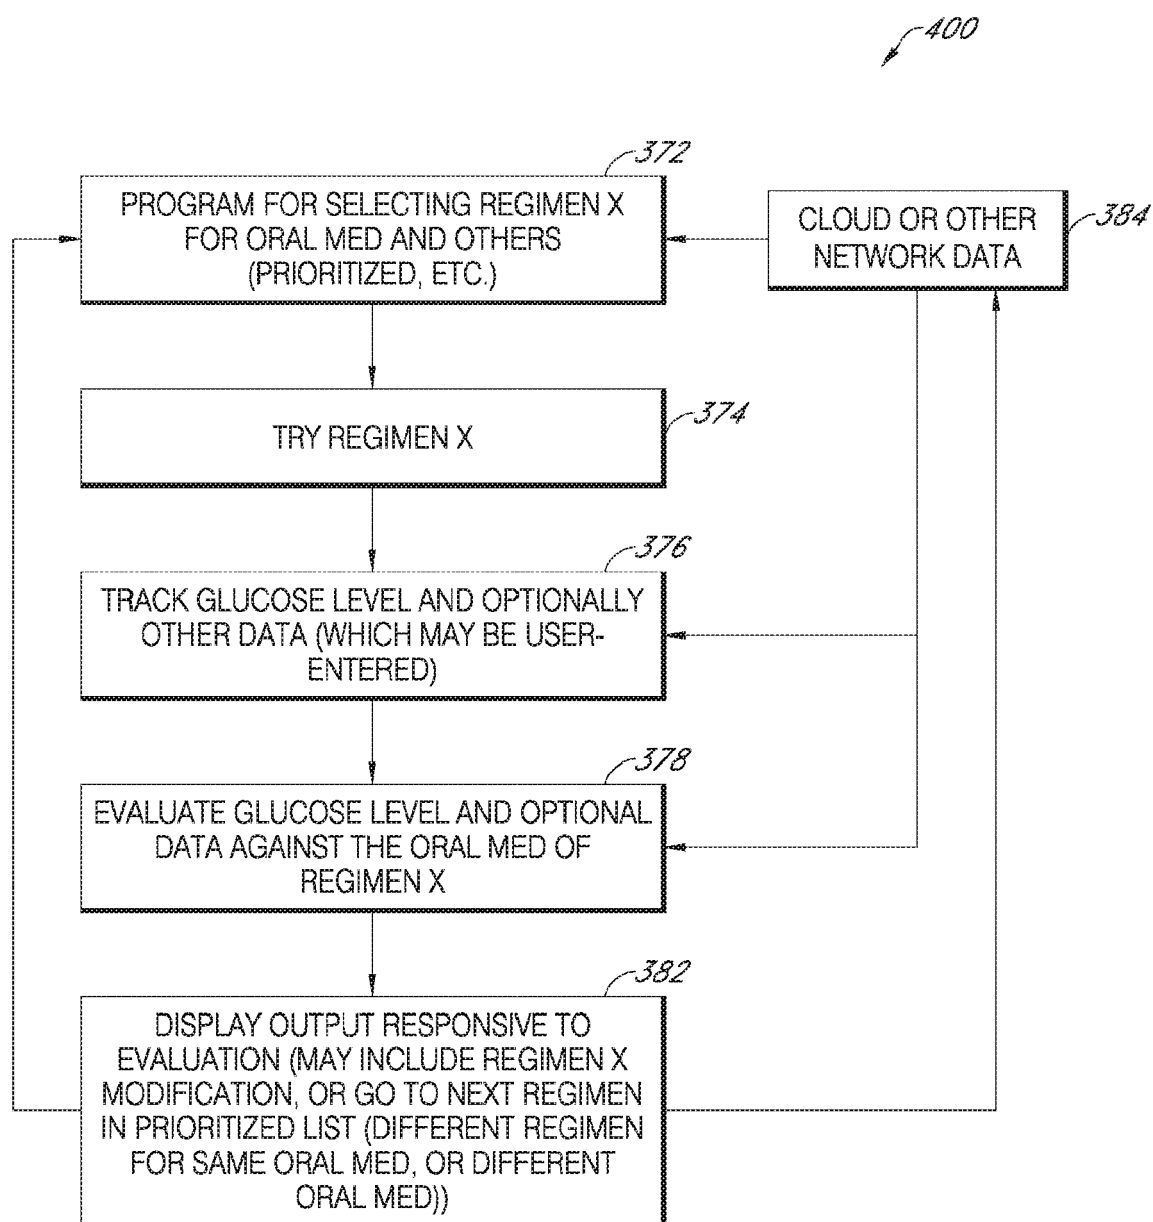 400
372
PROGRAM FOR SELECTING REGIMEN X
FOR ORAL MED AND OTHERS
(PRIORITIZED, ETC.)
CLOUD OR OTHER
NETWORK DATA
384
374
TRY REGIMEN X
376
TRACK GLUCOSE LEVEL AND OPTIONALLY
OTHER DATA (WHICH MAY BE USER-
ENTERED)
378
EVALUATE GLUCOSE LEVEL AND OPTIONAL
DATA AGAINST THE ORAL MED OF
REGIMEN X
382
DISPLAY OUTPUT RESPONSIVE TO
EVALUATION (MAY INCLUDE REGIMEN X
MODIFICATION, OR GO TO NEXT REGIMEN
IN PRIORITIZED LIST (DIFFERENT REGIMEN
FOR SAME ORAL MED, OR DIFFERENT
ORAL MED))